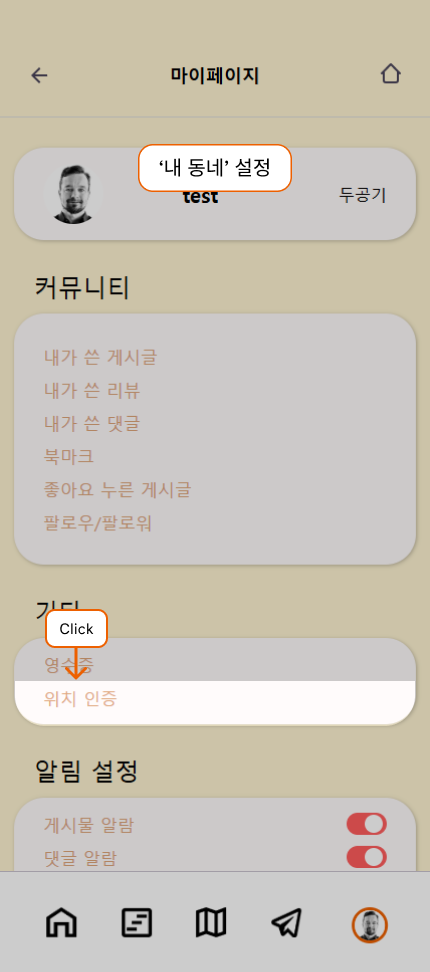 마이페이지
‘내 동네’ 설정
test
두공기
커뮤니티
내가 쓴 게시글
내가 쓴 리뷰
내가 쓴 댓글
북마크
좋아요 누른 게시글
팔로우/팔로워
기타
Click
영수증
위치 인증
알림 설정
게시물 알람
댓글 알람